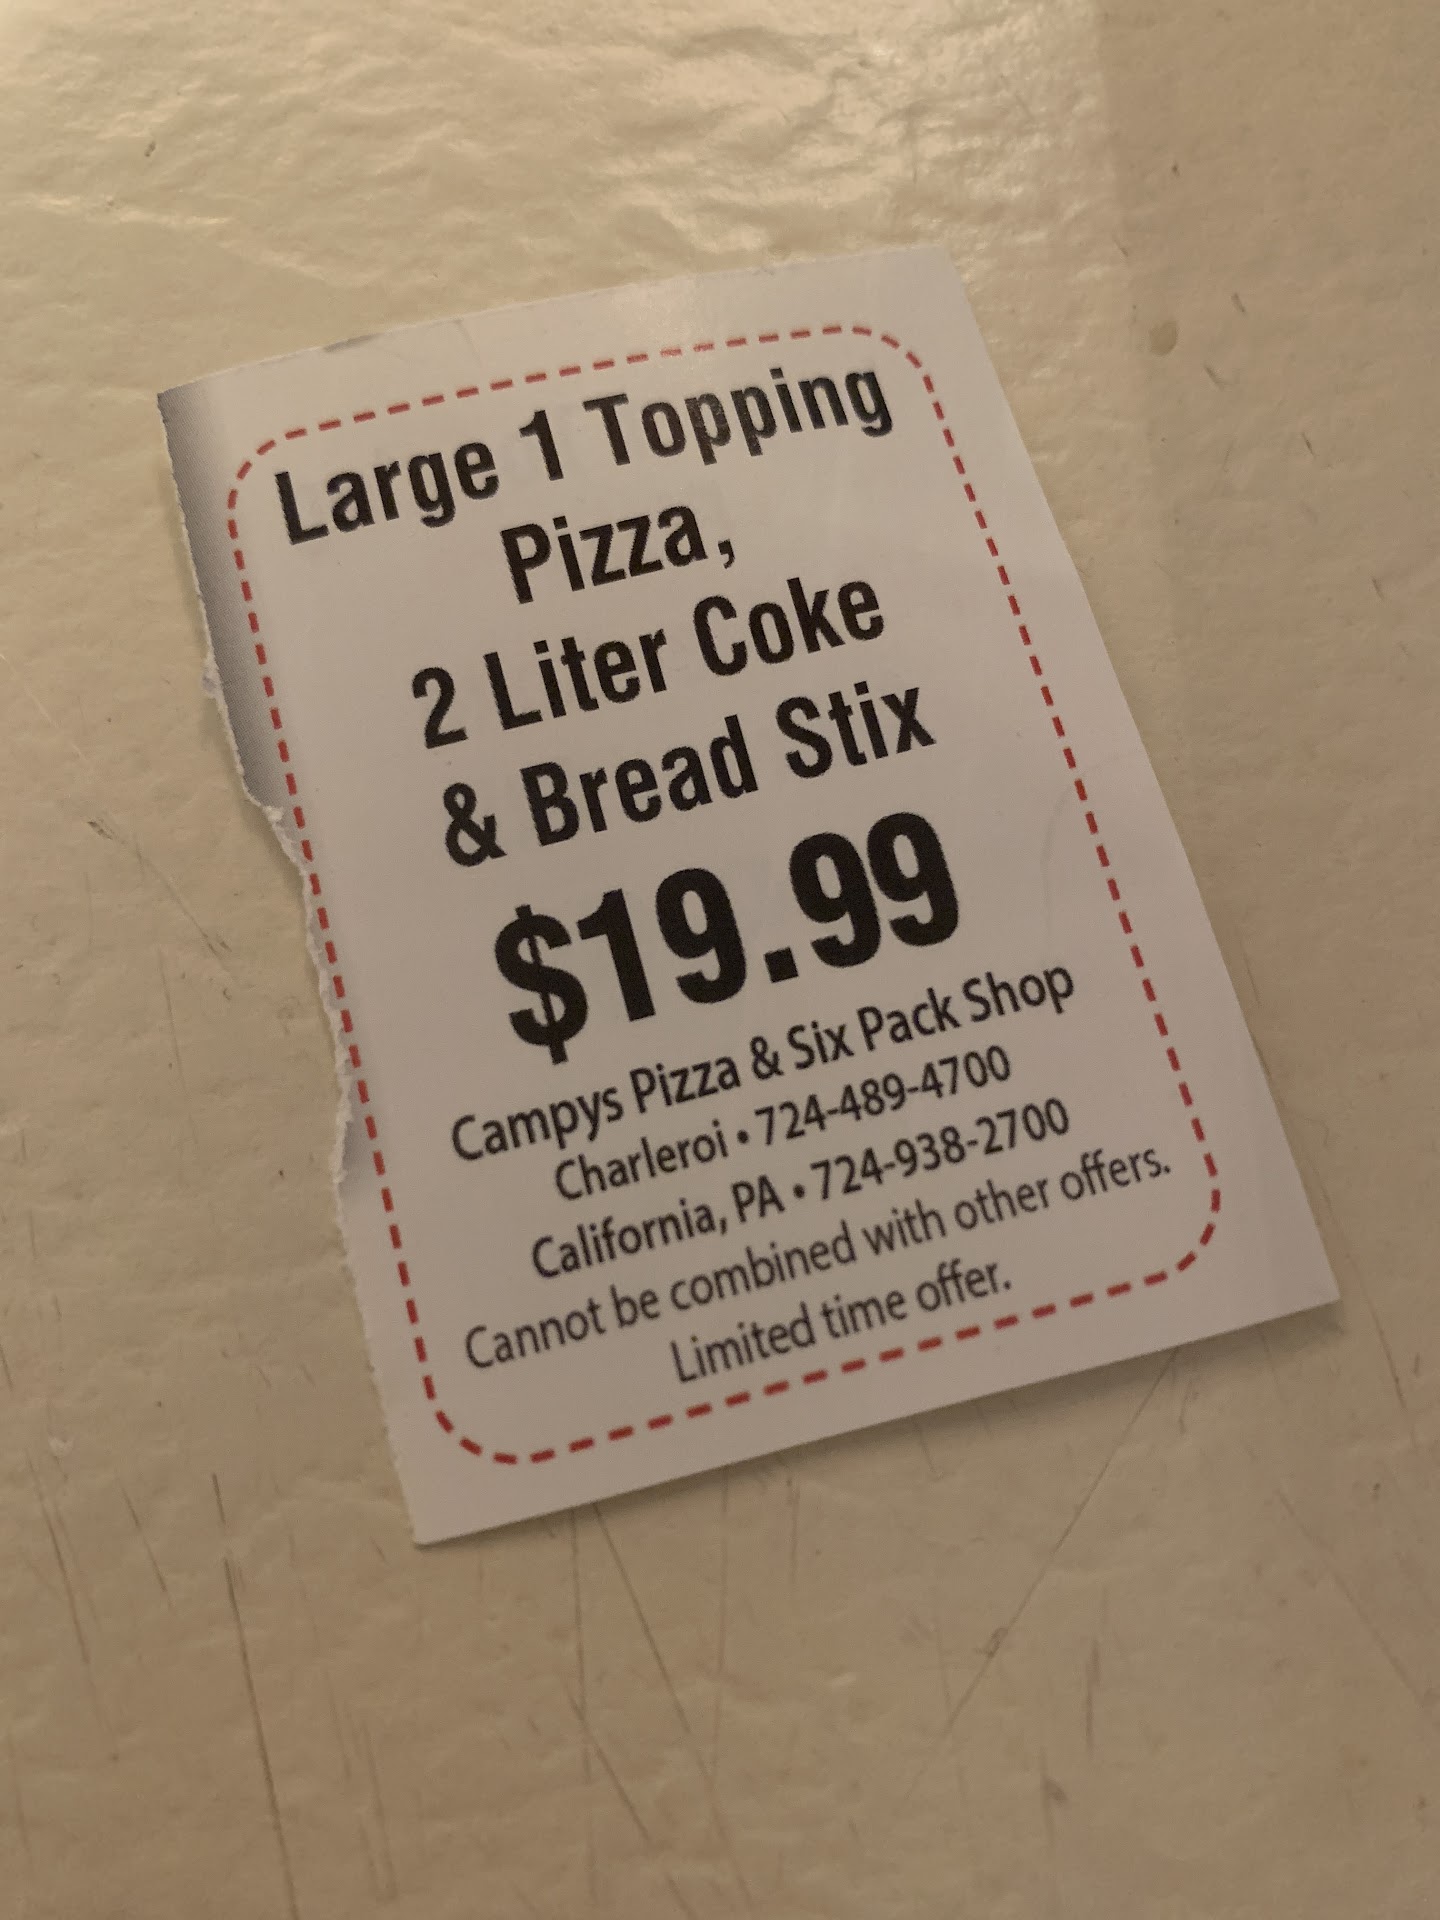 Large 1 Topping
Pizza,
2 Liter Coke
& Bread Stix
$19.99
Campys Pizza & Six Pack Shop
Charleroi • 724-489-4700
California, PA • 724-938-2700
Cannot be combined with other offers.
Limited time offer.